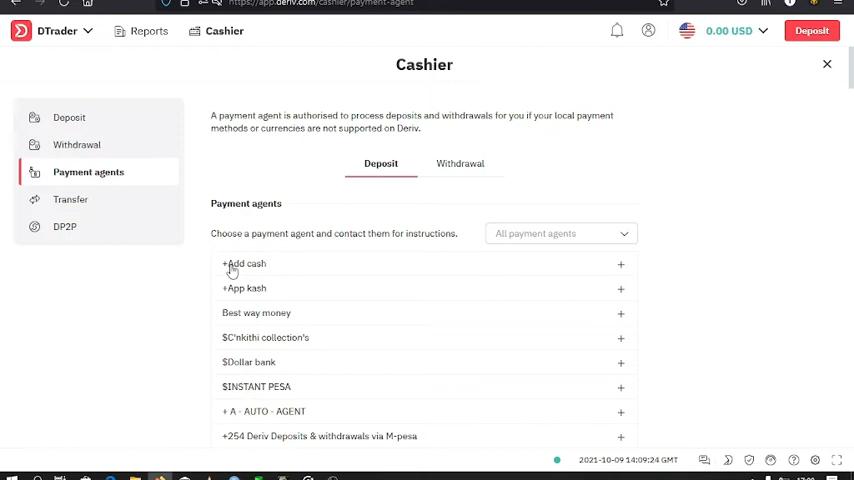 https://app.deriv.com/cashier/payment-agent
DTrader
Reports
Cashier
0.00 USD
Deposit
Cashier
Deposit
Withdrawal
Payment agents
Transfer
DP2P
A payment agent is authorised to process deposits and withdrawals for you if your local payment
methods or currencies are not supported on Deriv.
Deposit
Withdrawal
Payment agents
Choose a payment agent and contact them for instructions.
All payment agents
+Add cash
+App kash
Best way money
$C'nkithi collection's
$Dollar bank
$INSTANT PESA
+ A - AUTO - AGENT
+254 Deriv Deposits & withdrawals via M-pesa
2021-10-09 14:09:24 GMT